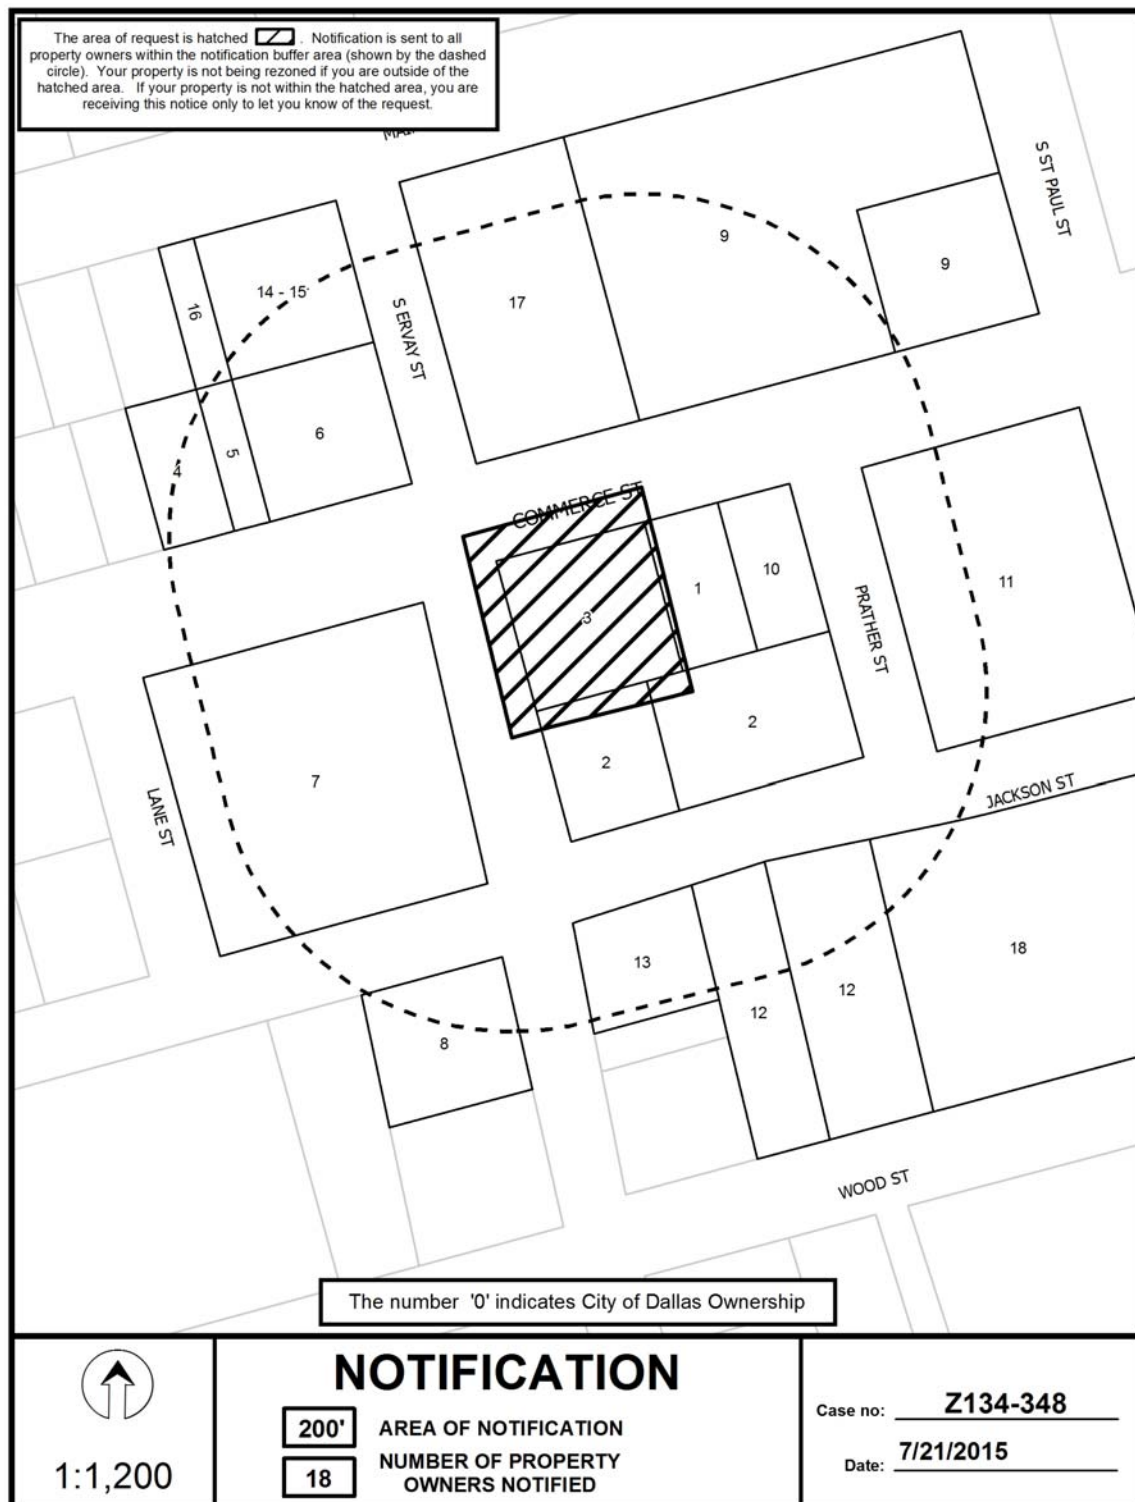 The area of request is hatched . Notification is sent to all
property owners within the notification buffer area (shown by the dashed
circle). Your property is not being rezoned if you are outside of the
hatched area. If your property is not within the hatched area, you are
receiving this notice only to let you know of the request.
S ST PAUL ST
9
9
14 - 15
16
17
S ERVAY ST
6
5
4
COMMERCE ST
10
1
11
3
PRATHER ST
2
2
7
LANE ST
JACKSON ST
13
18
12
12
8
WOOD ST
The number '0' indicates City of Dallas Ownership
1:1,200
NOTIFICATION
200' AREA OF NOTIFICATION
18 NUMBER OF PROPERTY
OWNERS NOTIFIED
Case no: Z134-348
Date: 7/21/2015